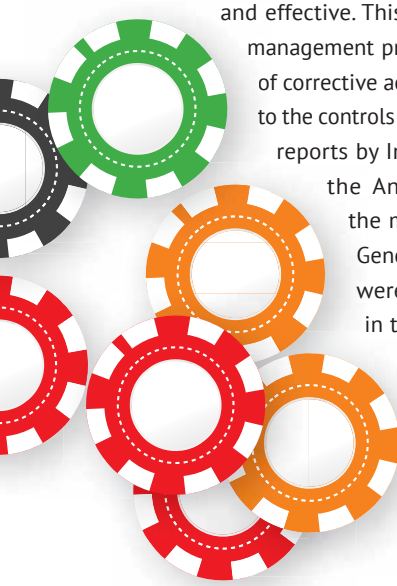 and effective. This
management pr
of corrective a
to the controls
reports by In
the An
the n
Gene
were
in t